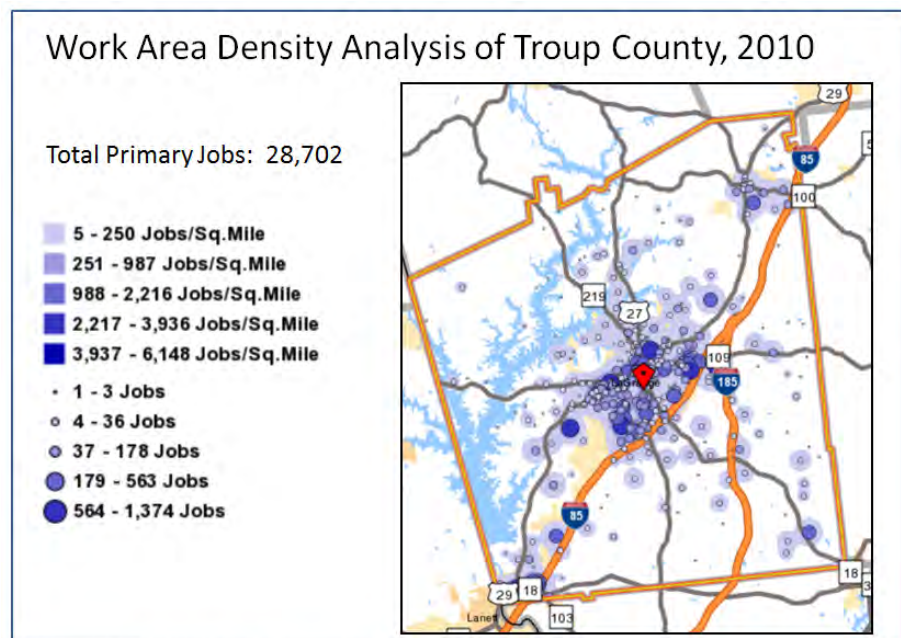 Work Area Density Analysis of Troup County, 2010
Total Primary Jobs: 28,702
5 - 250 Jobs/Sq.Mile
251 - 987 Jobs/Sq.Mile
988 - 2,216 Jobs/Sq.Mile
2,217 - 3,936 Jobs/Sq.Mile
3,937 - 6,148 Jobs/Sq.Mile
1 - 3 Jobs
4 - 36 Jobs
37 - 178 Jobs
179 - 563 Jobs
564 - 1,374 Jobs
29
85
100
219
27
109
185
85
18
29
18
103
Lanett